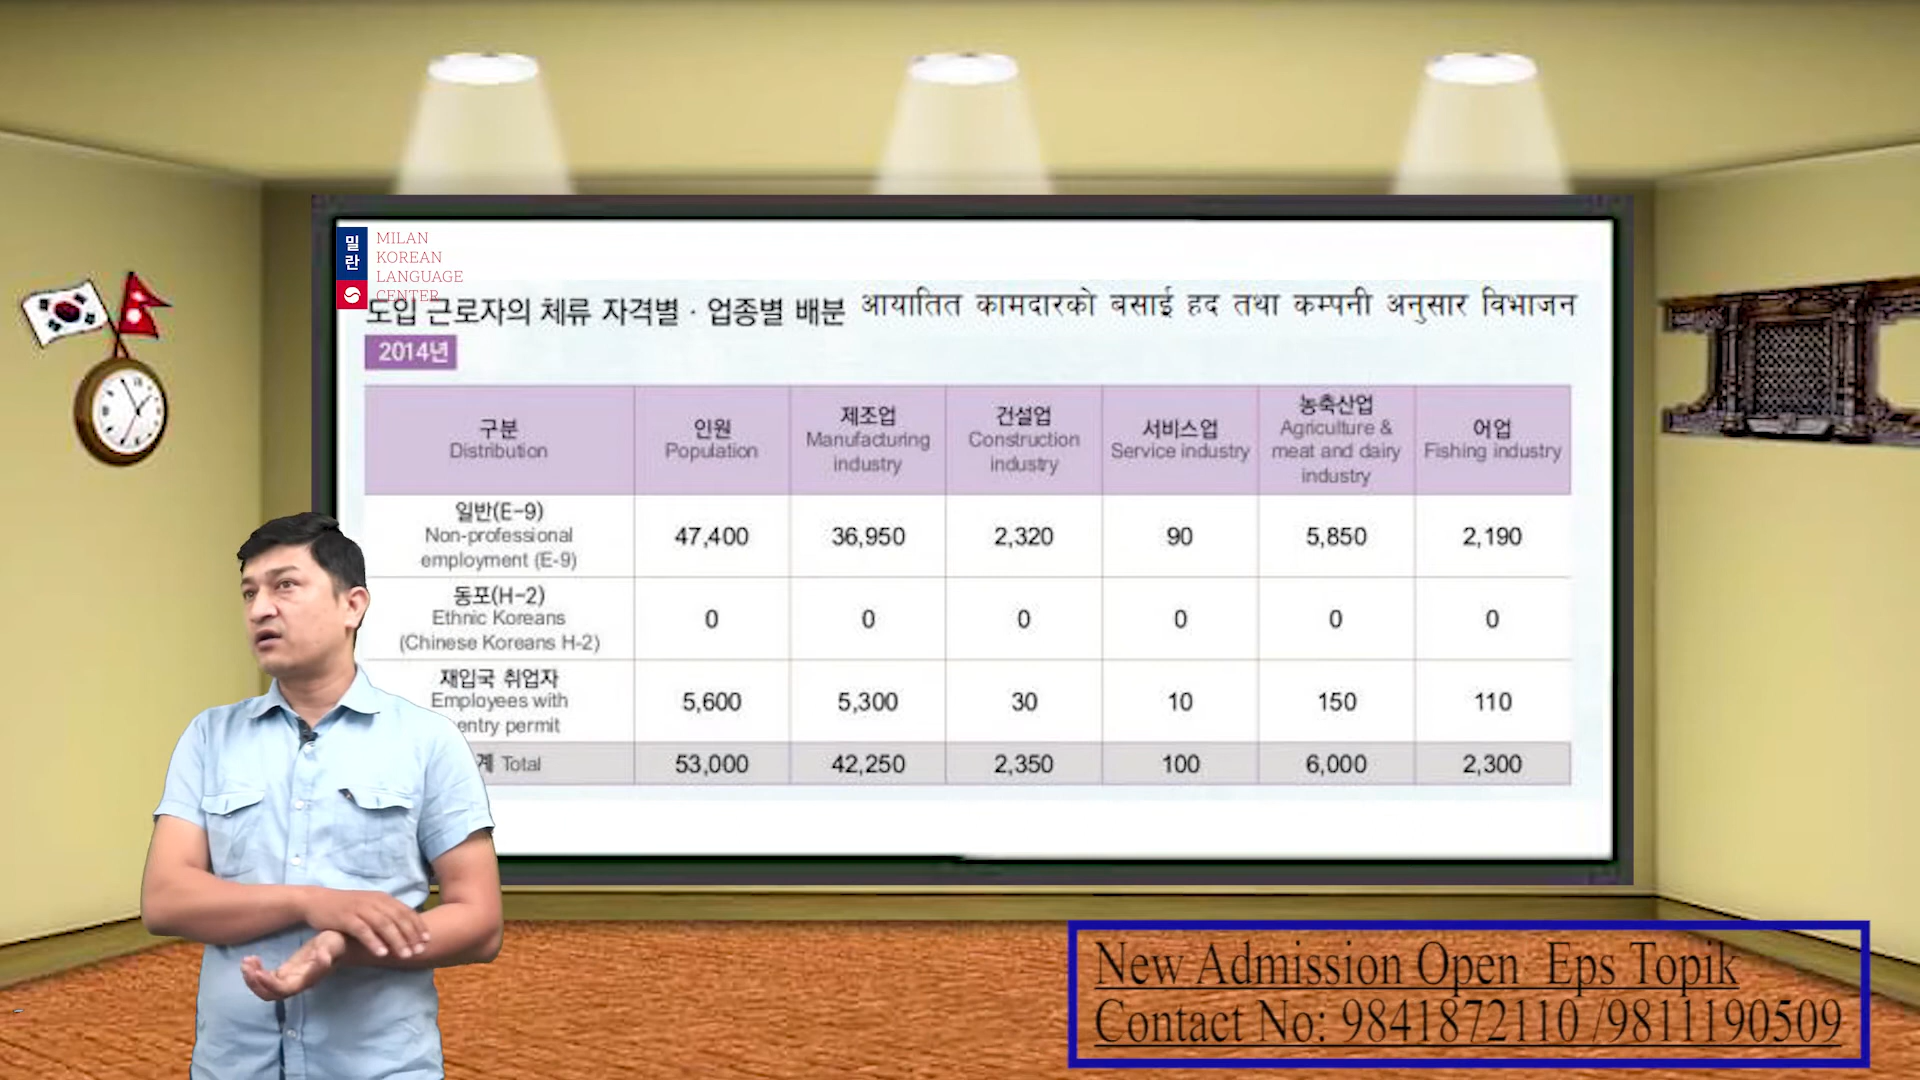 밀란
MILAN
KOREAN
LANGUAGE
CENTER
도입 근로자의 체류 자격별 · 업종별 배분 आयातित कामदारको बसाई हद तथा कम्पनी अनुसार विभाजन
2014년
구분
Distribution
인원
Population
제조업
Manufacturing
industry
건설업
Construction
industry
서비스업
Service industry
농축산업
Agriculture &
meat and dairy
industry
어업
Fishing industry
일반(E-9)
Non-professional
employment (E-9)
47,400 36,950 2,320 90 5,850 2,190
동포(H-2)
Ethnic Koreans
(Chinese Koreans H-2)
0 0 0 0 0 0
재입국 취업자
Employees with
entry permit
5,600 5,300 30 10 150 110
계 Total 53,000 42,250 2,350 100 6,000 2,300
New Admission Open Eps Topik
Contact No: 9841872110 /9811190509